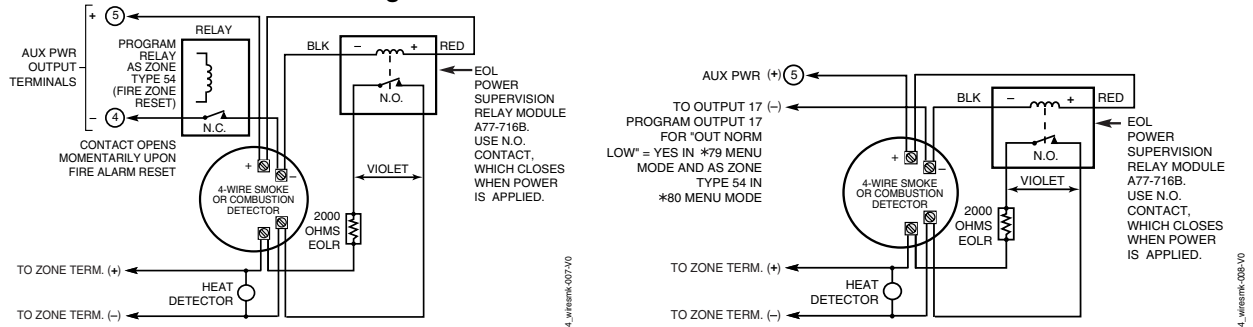 + 5
AUX PWR
OUTPUT
TERMINALS
– 4
PROGRAM
RELAY
AS ZONE
TYPE 54
(FIRE ZONE
RESET)
RELAY
N.C.
CONTACT OPENS
MOMENTARILY UPON
FIRE ALARM RESET
BLK – + RED
N.O.
EOL
POWER
SUPERVISION
RELAY MODULE
A77-716B.
USE N.O.
CONTACT,
WHICH CLOSES
WHEN POWER
IS APPLIED.
+ –
4-WIRE SMOKE
OR COMBUSTION
DETECTOR
VIOLET
2000
OHMS
EOLR
TO ZONE TERM. (+)
HEAT
DETECTOR
TO ZONE TERM. (–)
4_wiresmk-007-V0
AUX PWR (+) 5
TO OUTPUT 17 (–)
PROGRAM OUTPUT 17
FOR "OUT NORM
LOW" = YES IN *79 MENU
MODE AND AS ZONE
TYPE 54 IN
*80 MENU MODE
BLK – + RED
N.O.
EOL
POWER
SUPERVISION
RELAY MODULE
A77-716B.
USE N.O.
CONTACT,
WHICH CLOSES
WHEN POWER
IS APPLIED.
+ –
4-WIRE SMOKE
OR COMBUSTION
DETECTOR
VIOLET
2000
OHMS
EOLR
TO ZONE TERM. (+)
HEAT
DETECTOR
TO ZONE TERM. (–)
4_wiresmk-008-V0